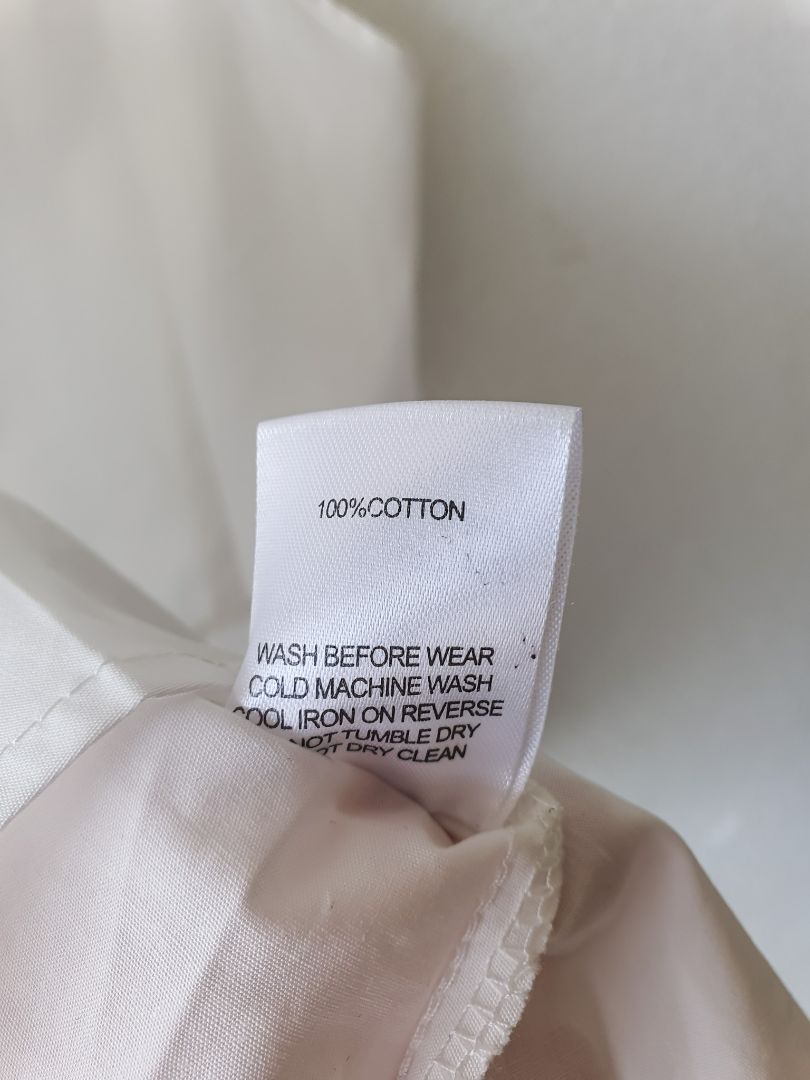 100%COTTON
WASH BEFORE WEAR
COLD MACHINE WASH
COOL IRON ON REVERSE
NOT TUMBLE DRY
DRY CLEAN